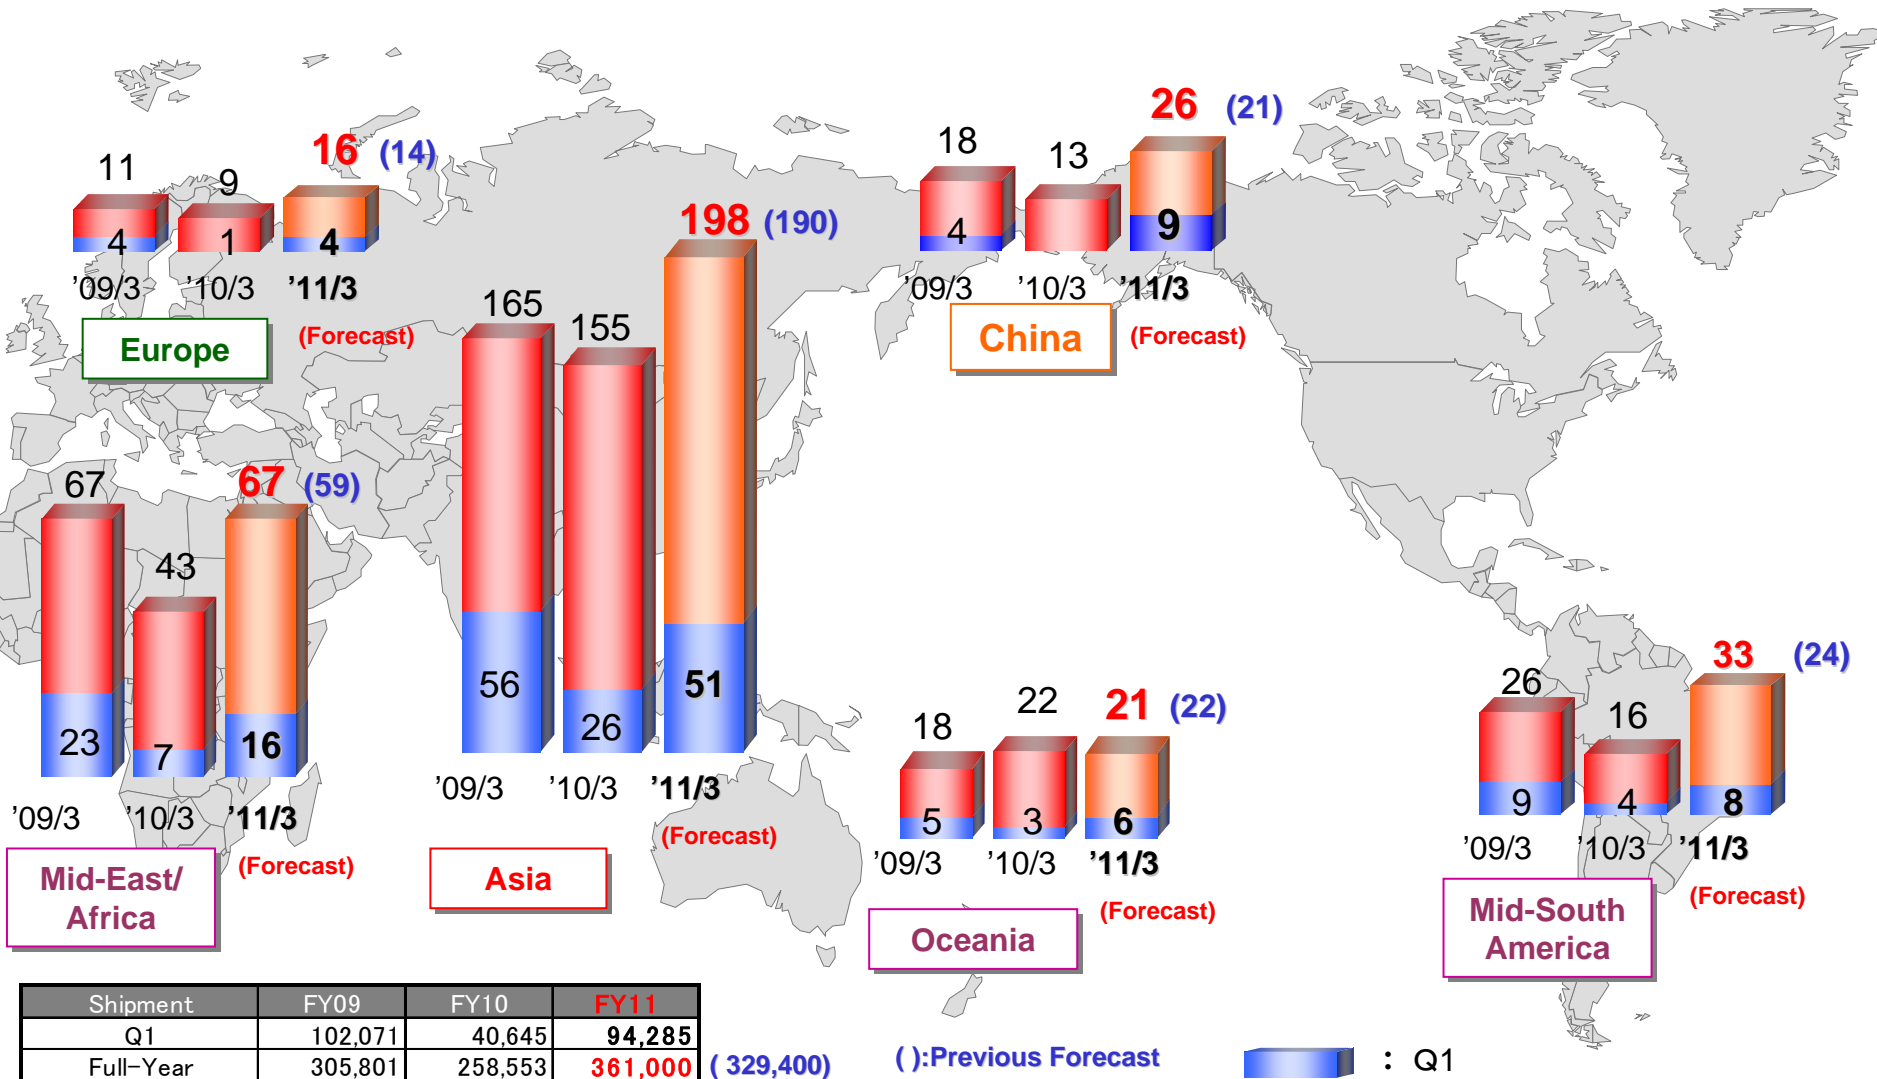 11
9
16 (14)
4
1
4
'09/3 '10/3 '11/3
(Forecast)
Europe
18
13
26 (21)
4
9
'09/3 '10/3 '11/3
(Forecast)
China
165
155
198 (190)
56
26
51
'09/3 '10/3 '11/3
(Forecast)
Asia
67
43
67 (59)
23
7
16
'09/3 '10/3 '11/3
(Forecast)
Mid-East/
Africa
18
22
21 (22)
5
3
6
'09/3 '10/3 '11/3
(Forecast)
Oceania
26
16
33 (24)
9
4
8
'09/3 '10/3 '11/3
(Forecast)
Mid-South
America
Shipment FY09 FY10 FY11
Q1 102,071 40,645 94,285
Full-Year 305,801 258,553 361,000 ( 329,400)
( ):Previous Forecast
: Q1